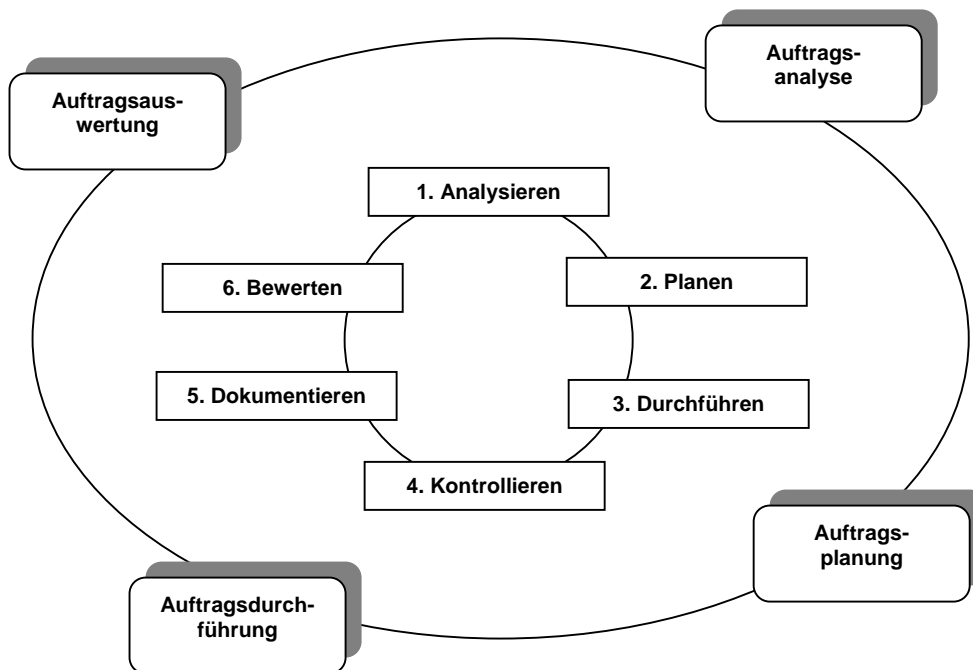 Auftrags-
analyse
Auftragsaus-
wertung
1. Analysieren
6. Bewerten
2. Planen
5. Dokumentieren
3. Durchführen
4. Kontrollieren
Auftrags-
planung
Auftragsdurch-
führung